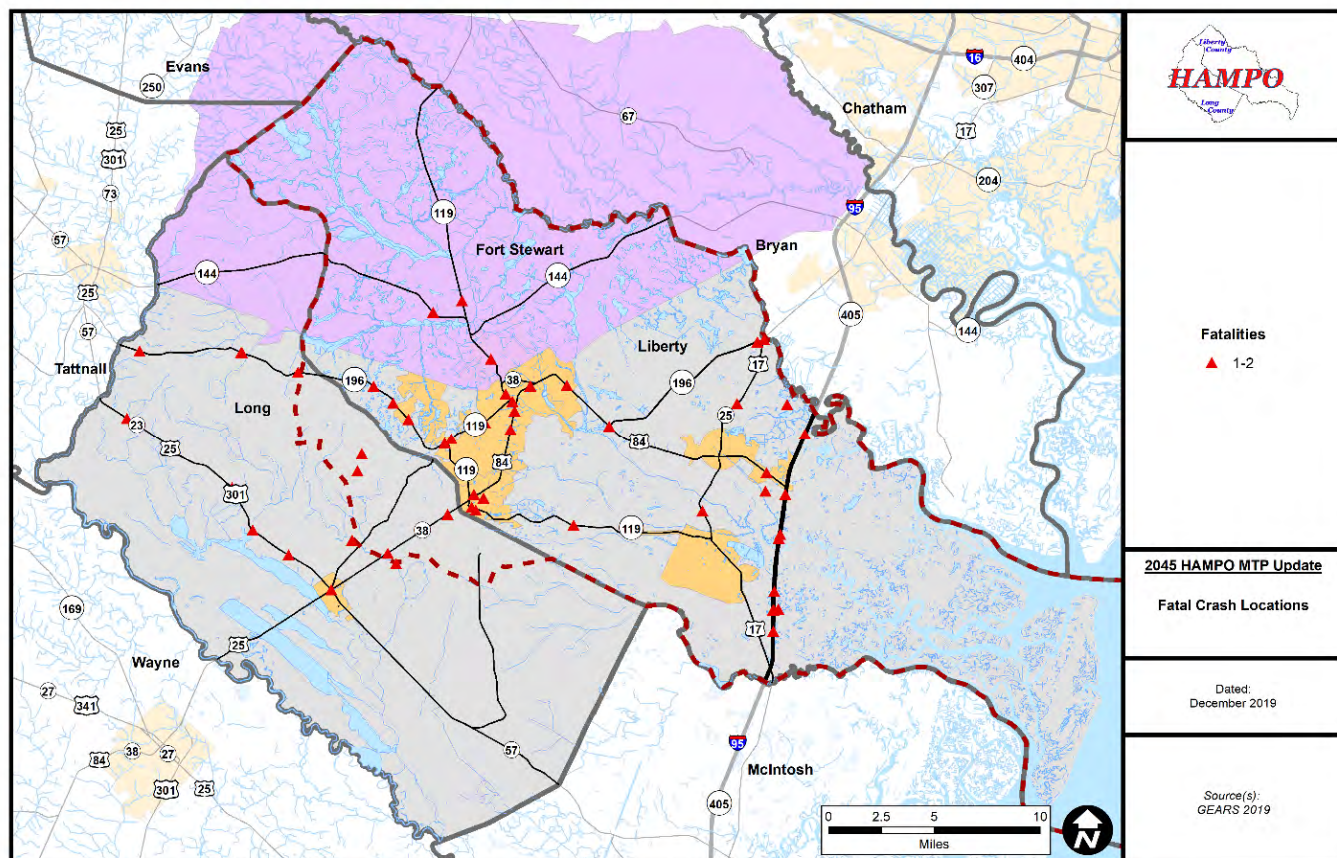 Evans
250
16
404
307
Chatham
25
301
67
17
73
204
119
95
57
Fort Stewart
Bryan
144
144
25
405
144
57
Liberty
17
38
Tattnall
196
196
Long
25
23
119
84
25
84
119
301
38
119
169
17
25
Wayne
27
341
57
95
McIntosh
38
27
84
301
25
405
0 2.5 5 10
Miles
N
Liberty
County
HAMPO
Long
County
Fatalities
1-2
2045 HAMPO MTP Update
Fatal Crash Locations
Dated:
December 2019
Source(s):
GEARS 2019